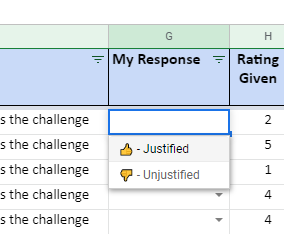 G H
My Response Rating Given
s the challenge 2
👍 - Justified
s the challenge 5
👎 - Unjustified
s the challenge 1
s the challenge 4
s the challenge 4